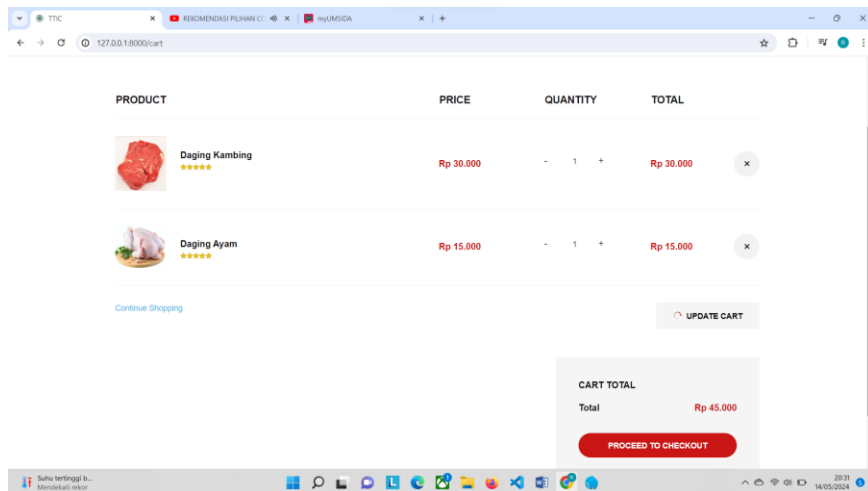 TTIC
REKOMENDASI PILIHAN C
myUMSIDA
127.0.0.1:8000/cart
R
PRODUCT PRICE QUANTITY TOTAL
Daging Kambing
Rp 30.000 - 1 + Rp 30.000 ×
Daging Ayam
Rp 15.000 - 1 + Rp 15.000 ×
Continue Shopping
UPDATE CART
CART TOTAL
Total Rp 45.000
PROCEED TO CHECKOUT
Suhu tertinggi b...
Mendekati rekor
L
20:31
14/05/2024